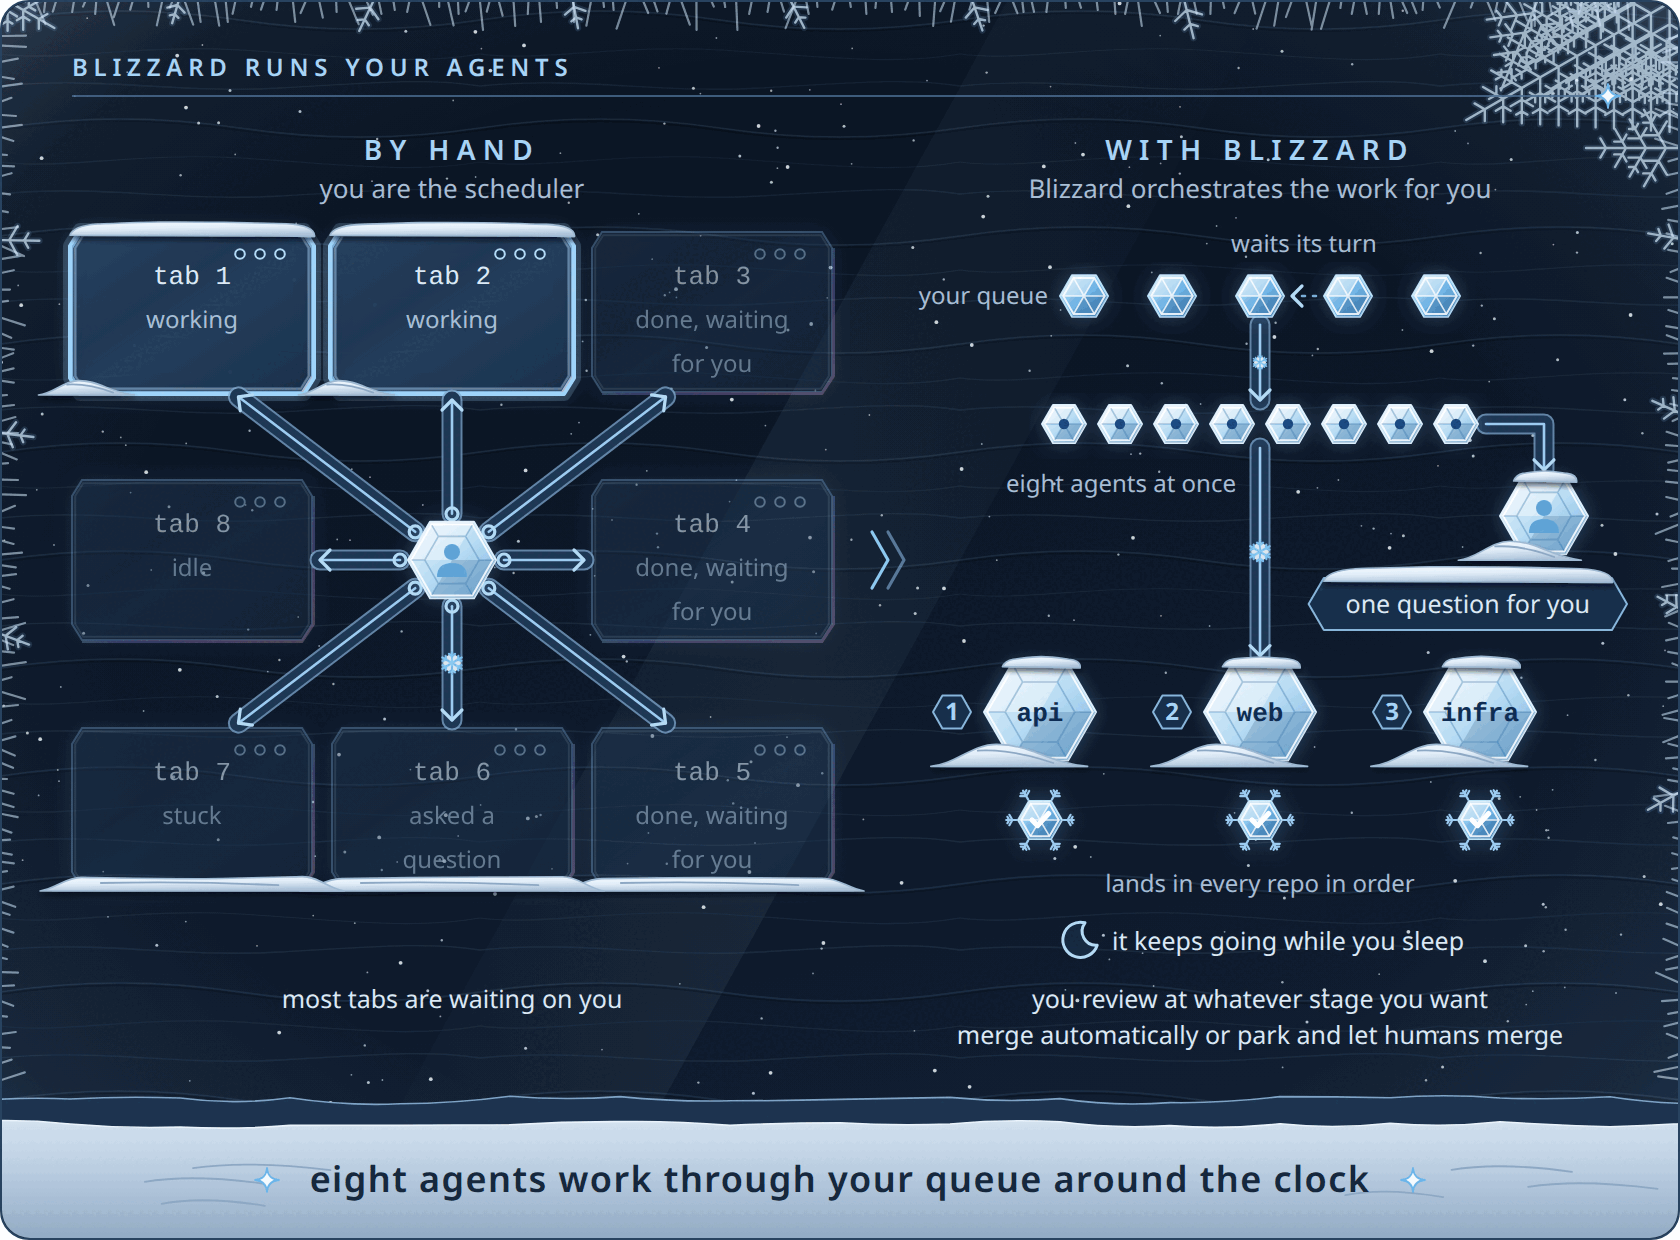 BLIZZARD RUNS YOUR AGENTS
BY HAND
you are the scheduler
tab 1
working
tab 2
working
tab 3
done, waiting
for you
tab 8
idle
tab 4
done, waiting
for you
tab 7
stuck
tab 6
asked a
question
tab 5
done, waiting
for you
most tabs are waiting on you
WITH BLIZZARD
Blizzard orchestrates the work for you
waits its turn
your queue
eight agents at once
one question for you
1
api
2
web
3
infra
lands in every repo in order
it keeps going while you sleep
you review at whatever stage you want
merge automatically or park and let humans merge
eight agents work through your queue around the clock